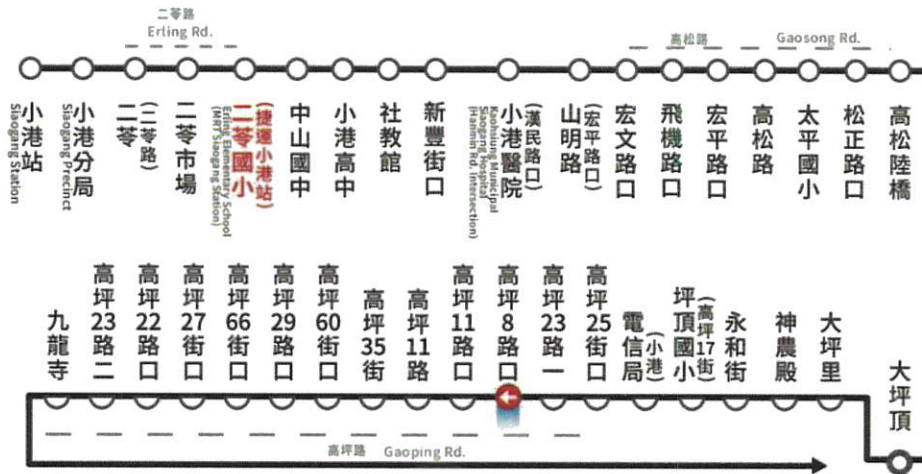 二苓路
Erling Rd.
高松路
Gaosong Rd.
小港站
Siaogang Station
小港分局
Siaogang Precinct
二苓
(二苓路)
二苓市場
二苓國小
(捷運小港站)
Erling Elementary School
(MRT Siaogang Station)
中山國中
小港高中
社教館
新豐街口
小港醫院
(漢民路口)
Kaohsiung Municipal
Siaogang Hospital
(Hanmin Rd. Intersection)
山明路
(宏平路口)
宏文路口
飛機路口
宏平路口
高松路
太平國小
松正路口
高松陸橋
九龍寺
高坪23路二
高坪22路口
高坪27街口
高坪66街口
高坪29路口
高坪60街口
高坪35街
高坪11路
高坪11路口
高坪8路口
高坪23路一
高坪25街口
電信局
(小港)
坪頂國小
(高坪17街)
永和街
神農殿
大坪里
大坪頂
高坪路
Gaoping Rd.